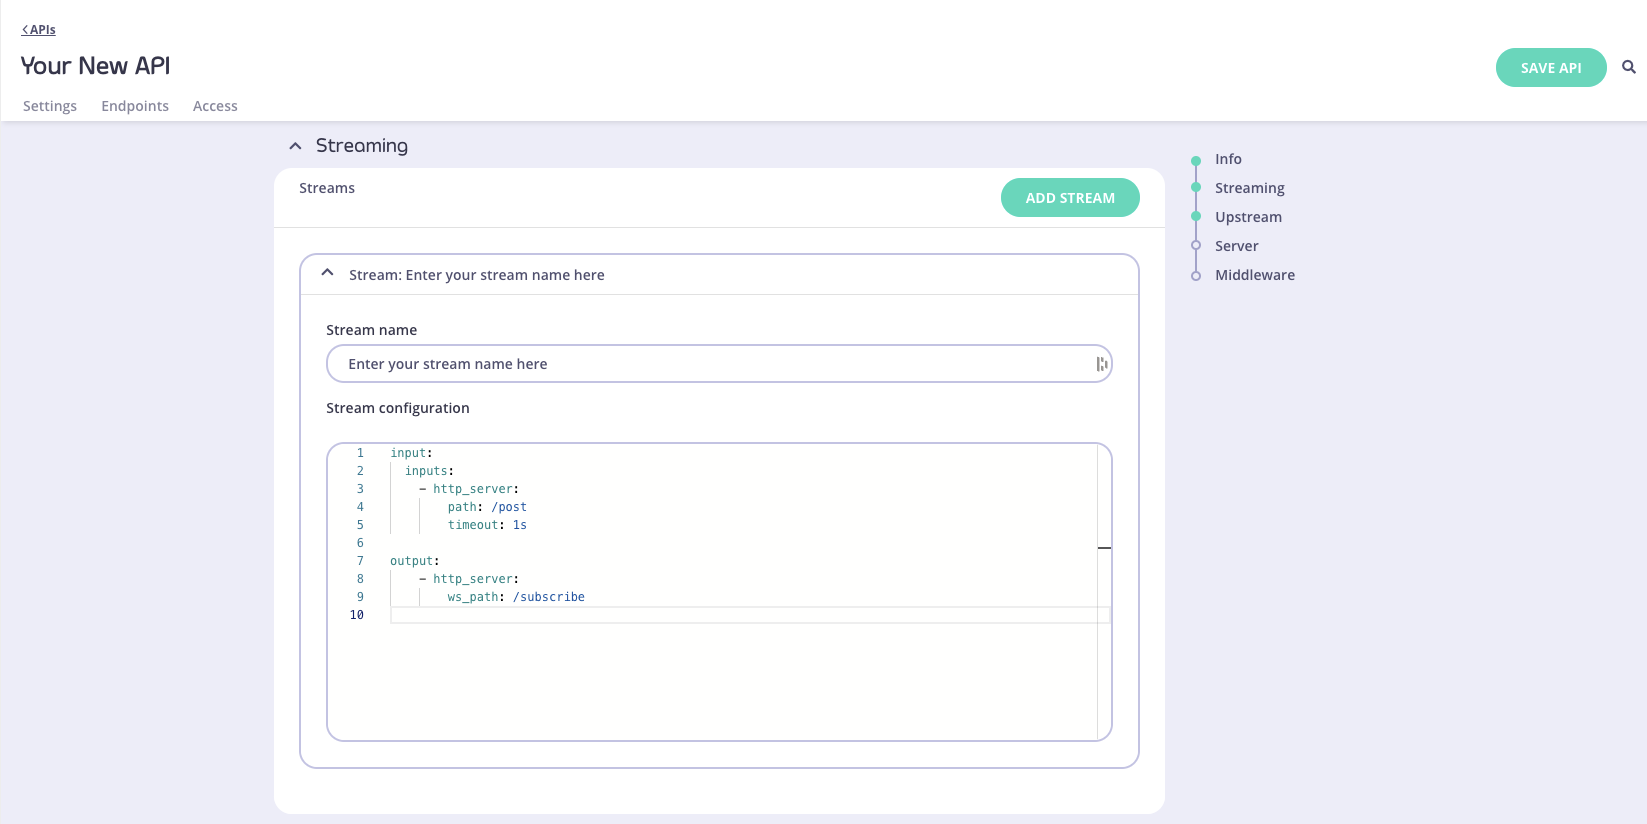 APIs
Your New API
SAVE API
Settings Endpoints Access
Streaming
Streams
ADD STREAM
Stream: Enter your stream name here
Stream name
Enter your stream name here
Stream configuration
1 input:
2   inputs:
3     - http_server:
4         path: /post
5         timeout: 1s
6
7 output:
8     - http_server:
9         ws_path: /subscribe
10
Info
Streaming
Upstream
Server
Middleware